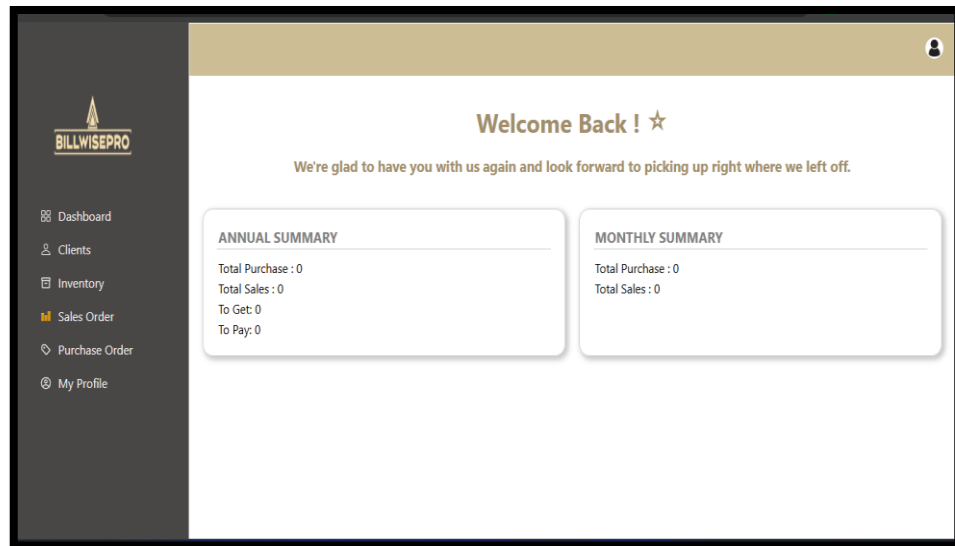 BILLWISEPRO
Dashboard
Clients
Inventory
Sales Order
Purchase Order
My Profile
Welcome Back !
We're glad to have you with us again and look forward to picking up right where we left off.
ANNUAL SUMMARY
Total Purchase : 0
Total Sales : 0
To Get: 0
To Pay: 0
MONTHLY SUMMARY
Total Purchase : 0
Total Sales : 0